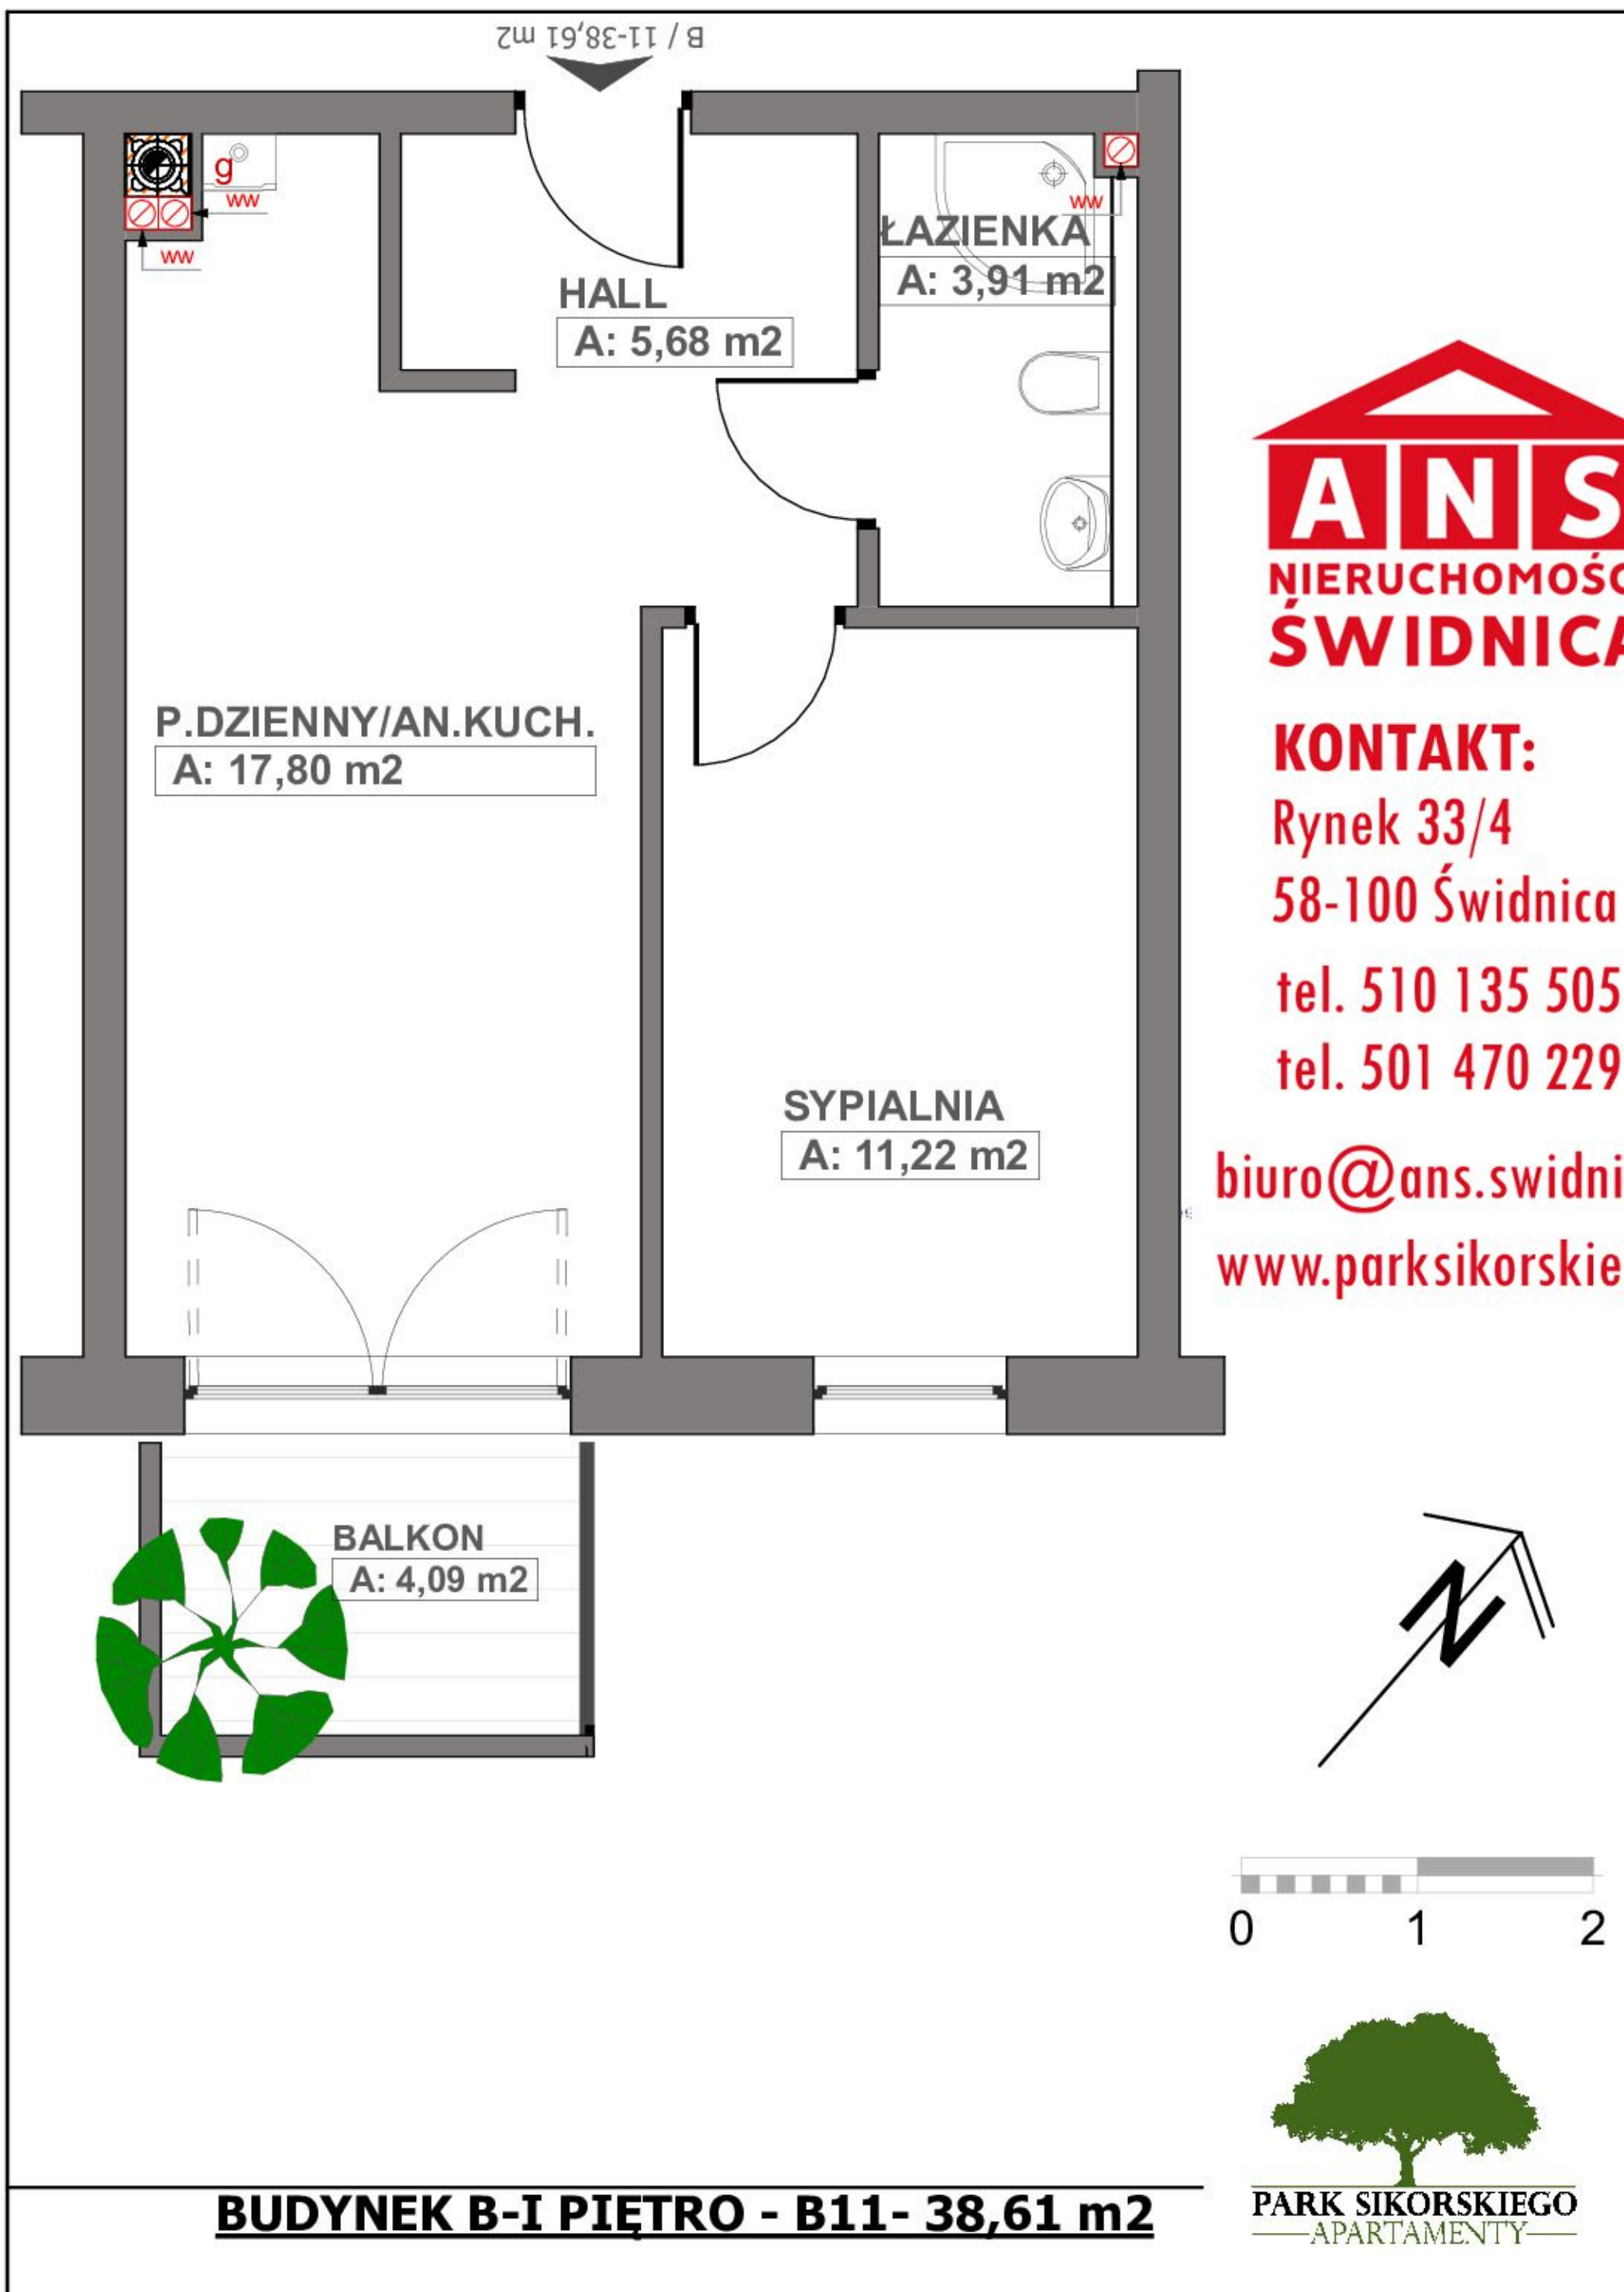 B / 11-38,61 m2
g
ww
ww
HALL
A: 5,68 m2
ŁAZIENKA
A: 3,91 m2
ww
P.DZIENNY/AN.KUCH.
A: 17,80 m2
SYPIALNIA
A: 11,22 m2
BALKON
A: 4,09 m2
ANS
NIERUCHOMOŚC
ŚWIDNICA
KONTAKT:
Rynek 33/4
58-100 Świdnica
tel. 510 135 505
tel. 501 470 229
biuro@ans.swidni
www.parksikorskie
N
0 1 2
PARK SIKORSKIEGO
APARTAMENTY
BUDYNEK B-I PIĘTRO - B11- 38,61 m2